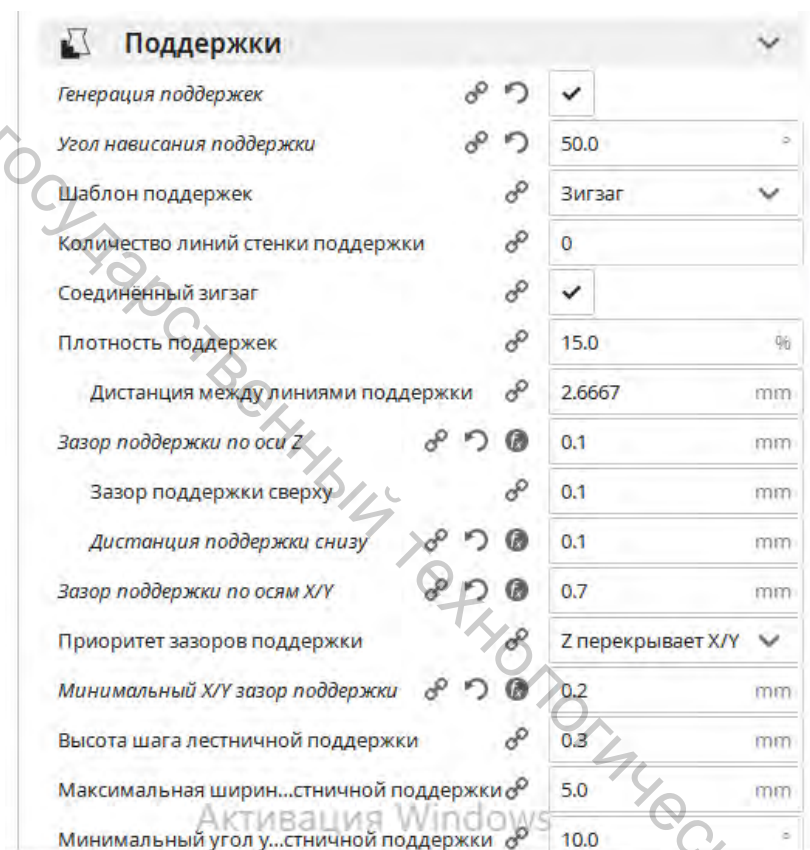 Поддержки
Генерация поддержек
Угол нависания поддержки 50.0 °
Шаблон поддержек Зигзаг
Количество линий стенки поддержки 0
Соединённый зигзаг
Плотность поддержек 15.0 %
Дистанция между линиями поддержки 2.6667 mm
Зазор поддержки по оси Z 0.1 mm
Зазор поддержки сверху 0.1 mm
Дистанция поддержки снизу 0.1 mm
Зазор поддержки по осям X/Y 0.7 mm
Приоритет зазоров поддержки Z перекрывает X/Y
Минимальный X/Y зазор поддержки 0.2 mm
Высота шага лестничной поддержки 0.3 mm
Максимальная ширин...стничной поддержки 5.0 mm
Активация Windows
Минимальный угол у...стничной поддержки 10.0 °
государственный технологичес